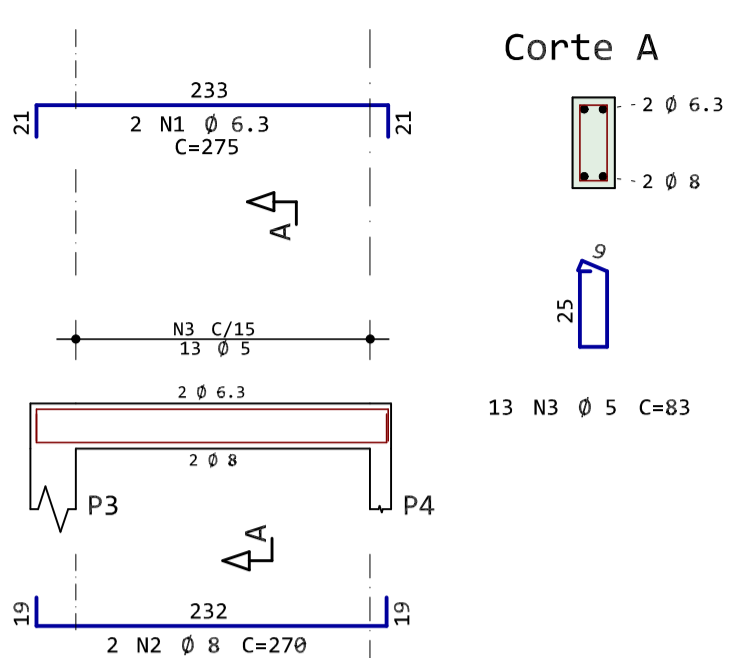 Corte A
233
21
21
2 N1 Ø 6.3
C=275
2 Ø 6.3
2 Ø 8
A
9
25
N3 C/15
13 Ø 5
2 Ø 6.3
13 N3 Ø 5 C=83
2 Ø 8
P3
P4
A
19
232
19
2 N2 Ø 8 C=270